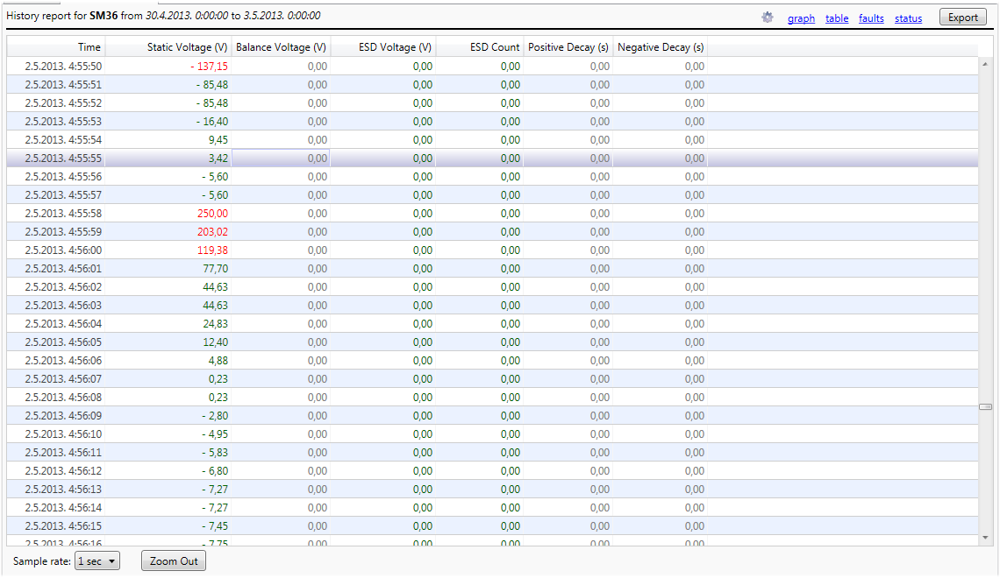 History report for SM36 from 30.4.2013. 0:00:00 to 3.5.2013. 0:00:00 graph table faults status Export
Time Static Voltage (V) Balance Voltage (V) ESD Voltage (V) ESD Count Positive Decay (s) Negative Decay (s)
2.5.2013. 4:55:50 - 137,15 0,00 0,00 0,00 0,00 0,00
2.5.2013. 4:55:51 - 85,48 0,00 0,00 0,00 0,00 0,00
2.5.2013. 4:55:52 - 85,48 0,00 0,00 0,00 0,00 0,00
2.5.2013. 4:55:53 - 16,40 0,00 0,00 0,00 0,00 0,00
2.5.2013. 4:55:54 9,45 0,00 0,00 0,00 0,00 0,00
2.5.2013. 4:55:55 3,42 0,00 0,00 0,00 0,00 0,00
2.5.2013. 4:55:56 - 5,60 0,00 0,00 0,00 0,00 0,00
2.5.2013. 4:55:57 - 5,60 0,00 0,00 0,00 0,00 0,00
2.5.2013. 4:55:58 250,00 0,00 0,00 0,00 0,00 0,00
2.5.2013. 4:55:59 203,02 0,00 0,00 0,00 0,00 0,00
2.5.2013. 4:56:00 119,38 0,00 0,00 0,00 0,00 0,00
2.5.2013. 4:56:01 77,70 0,00 0,00 0,00 0,00 0,00
2.5.2013. 4:56:02 44,63 0,00 0,00 0,00 0,00 0,00
2.5.2013. 4:56:03 44,63 0,00 0,00 0,00 0,00 0,00
2.5.2013. 4:56:04 24,83 0,00 0,00 0,00 0,00 0,00
2.5.2013. 4:56:05 12,40 0,00 0,00 0,00 0,00 0,00
2.5.2013. 4:56:06 4,88 0,00 0,00 0,00 0,00 0,00
2.5.2013. 4:56:07 0,23 0,00 0,00 0,00 0,00 0,00
2.5.2013. 4:56:08 0,23 0,00 0,00 0,00 0,00 0,00
2.5.2013. 4:56:09 - 2,80 0,00 0,00 0,00 0,00 0,00
2.5.2013. 4:56:10 - 4,95 0,00 0,00 0,00 0,00 0,00
2.5.2013. 4:56:11 - 5,83 0,00 0,00 0,00 0,00 0,00
2.5.2013. 4:56:12 - 6,80 0,00 0,00 0,00 0,00 0,00
2.5.2013. 4:56:13 - 7,27 0,00 0,00 0,00 0,00 0,00
2.5.2013. 4:56:14 - 7,27 0,00 0,00 0,00 0,00 0,00
2.5.2013. 4:56:15 - 7,45 0,00 0,00 0,00 0,00 0,00
2.5.2013. 4:56:16 - 7,75 0,00 0,00 0,00 0,00 0,00
Sample rate: 1 sec Zoom Out